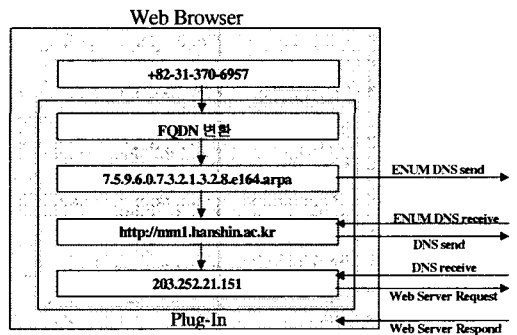 Web Browser
+82-31-370-6957
FQDN 변환
7.5.9.6.0.7.3.2.1.3.2.8.e164.arpa
ENUM DNS send
http://mm1.hanshin.ac.kr
ENUM DNS receive
DNS send
DNS receive
203.252.21.151
Web Server Request
Plug-In
Web Server Respond